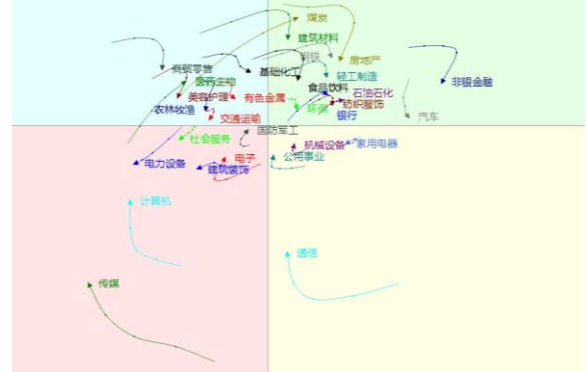 煤炭
建筑材料
钢铁
房地产
商贸零售
基础化工
轻工制造
医药生物
非银金融
食品饮料
美容护理
有色金属
石油石化
农林牧渔
环保
纺织服饰
交通运输
银行
汽车
国防军工
社会服务
机械设备
家用电器
电力设备
电子
公用事业
建筑装饰
计算机
通信
传媒